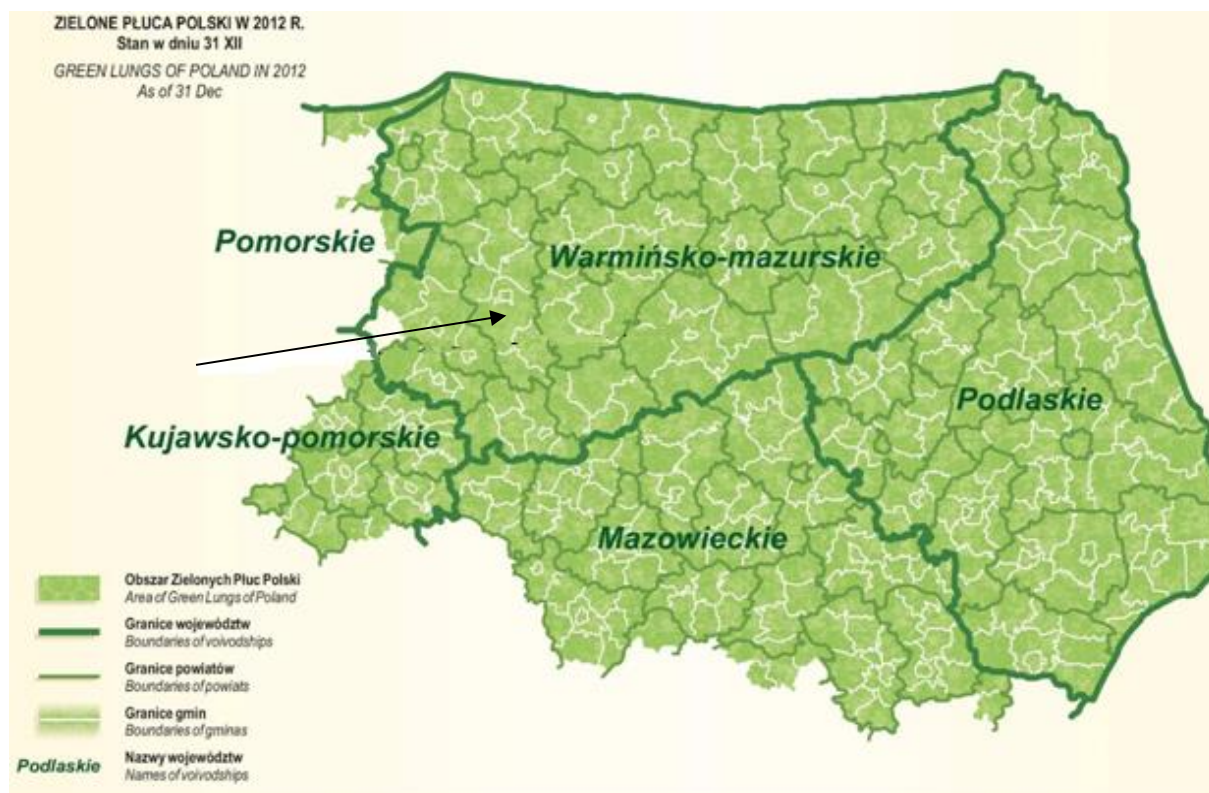 ZIELONE PŁUCA POLSKI W 2012 R.
Stan w dniu 31 XII
GREEN LUNGS OF POLAND IN 2012
As of 31 Dec
Pomorskie
Warmińsko-mazurskie
Podlaskie
Kujawsko-pomorskie
Mazowieckie
Obszar Zielonych Płuc Polski
Area of Green Lungs of Poland
Granice województw
Boundaries of voivodships
Granice powiatów
Boundaries of powiats
Granice gmin
Boundaries of gminas
Podlaskie
Nazwy województw
Names of voivodships